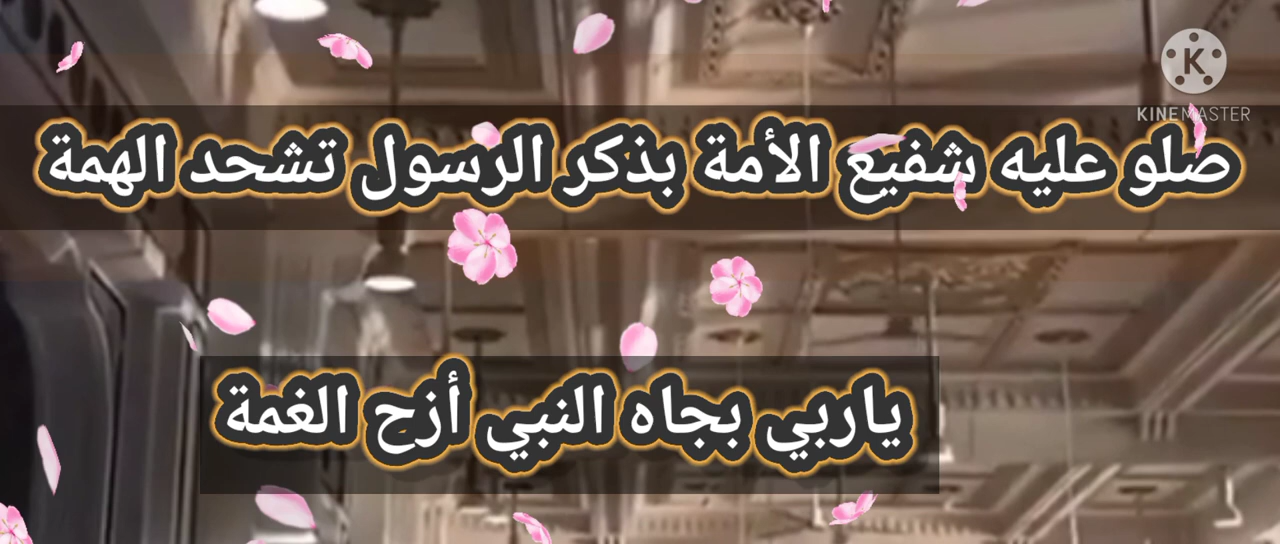 KINEMASTER
صلو عليه شفيع الأمة بذكر الرسول تشحد الهمة
ياربي بجاه النبي أزح الغمة